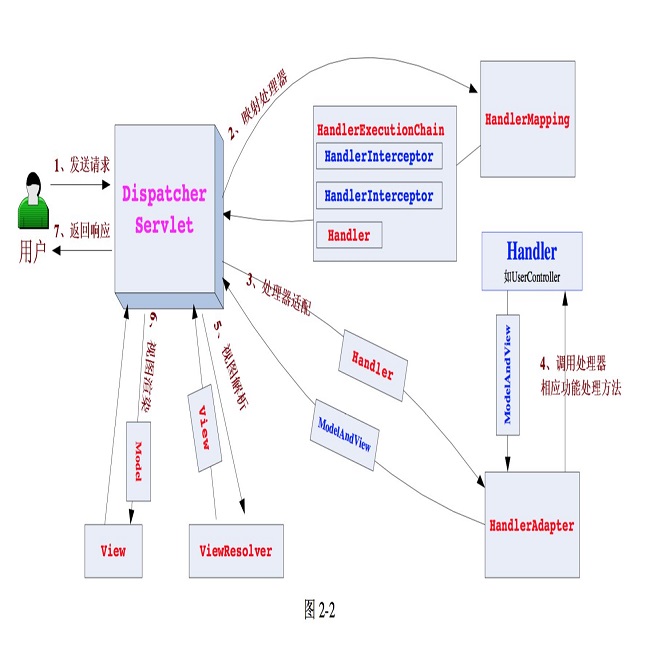 2、映射处理器
HandlerMapping
HandlerExecutionChain
HandlerInterceptor
HandlerInterceptor
Handler
1、发送请求
Dispatcher
Servlet
7、返回响应
用户
Handler
如UserController
3、处理器适配
Handler
ModelAndView
ModelAndView
4、调用处理器
相应功能处理方法
6、视图渲染
5、视图解析
View
Model
View
ViewResolver
HandlerAdapter
图 2-2